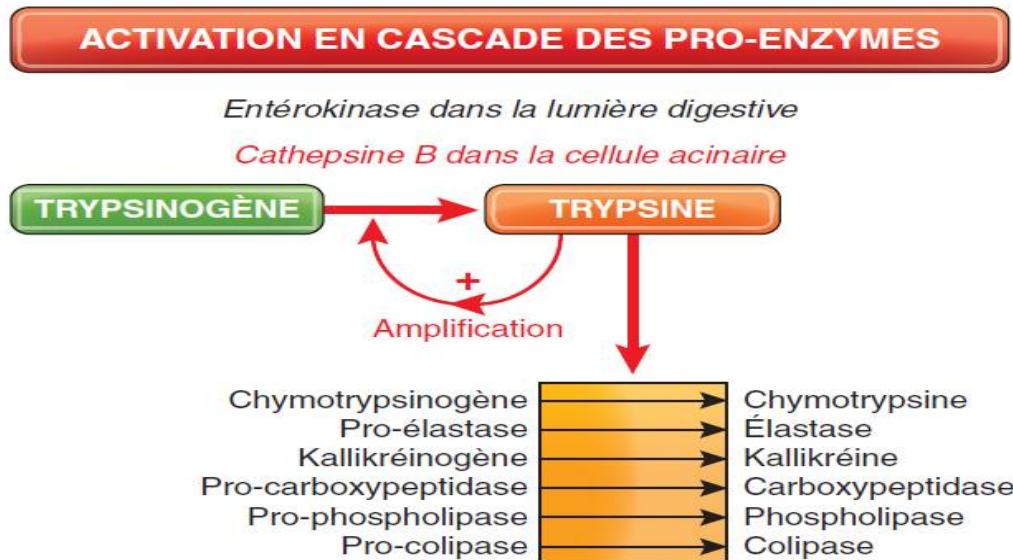 ACTIVATION EN CASCADE DES PRO-ENZYMES
Entérokinase dans la lumière digestive
Cathepsine B dans la cellule acinaire
TRYPSINOGÈNE TRYPSINE
+
Amplification
Chymotrypsinogène Chymotrypsine
Pro-élastase Élastase
Kallikréinogène Kallikréine
Pro-carboxypeptidase Carboxypeptidase
Pro-phospholipase Phospholipase
Pro-colipase Colipase